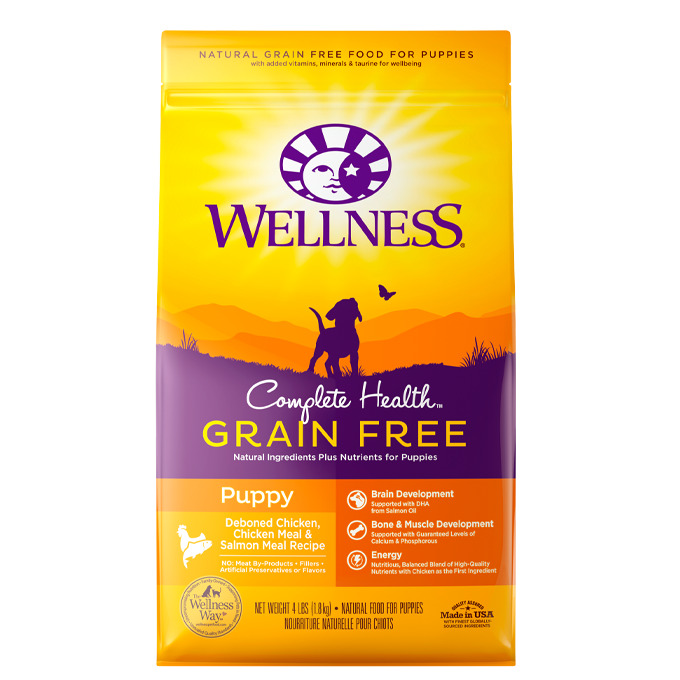 NATURAL GRAIN FREE FOOD FOR PUPPIES
with added vitamins, minerals & taurine for wellbeing
WELLNESS®
Complete Health™
GRAIN FREE
Natural Ingredients Plus Nutrients for Puppies
Puppy
Deboned Chicken,
Chicken Meal &
Salmon Meal Recipe
NO: Meat By-Products • Fillers •
Artificial Preservatives or Flavors
Brain Development
Supported with DHA
from Salmon Oil
Bone & Muscle Development
Supported with Guaranteed Levels of
Calcium & Phosphorous
Energy
Nutritious, Balanced Blend of High-Quality
Nutrients with Chicken as the First Ingredient
The
Wellness
Way
NET WEIGHT 4 LBS (1.8kg) • NATURAL FOOD FOR PUPPIES
NOURRITURE NATURELLE POUR CHIOTS
QUALITY ASSURED
Made in USA
WITH FINEST GLOBALLY
SOURCED INGREDIENTS